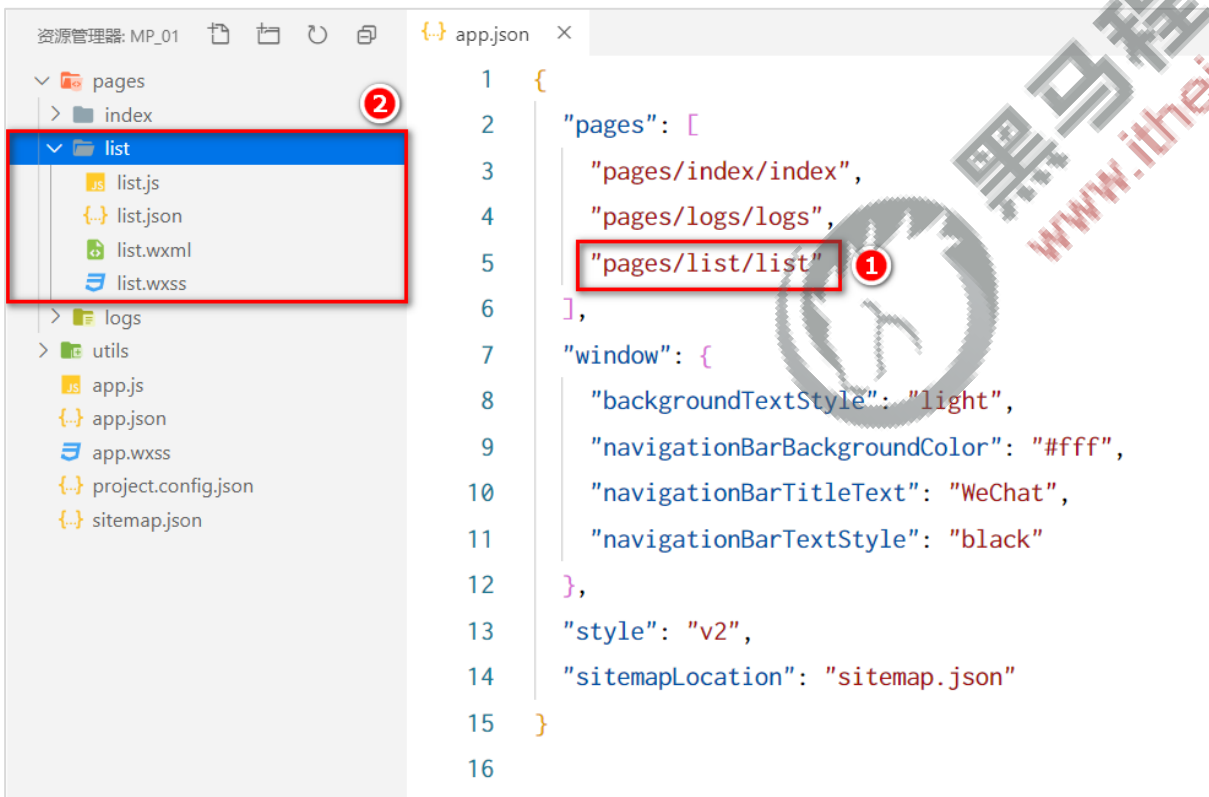 资源管理器: MP_01
pages
index
list
list.js
list.json
list.wxml
list.wxss
logs
utils
app.js
app.json
app.wxss
project.config.json
sitemap.json
2
app.json
1 {
2 "pages": [
3 "pages/index/index",
4 "pages/logs/logs",
5 "pages/list/list"
1
6 ],
7 "window": {
8 "backgroundTextStyle": "light",
9 "navigationBarBackgroundColor": "#fff",
10 "navigationBarTitleText": "WeChat",
11 "navigationBarTextStyle": "black"
12 },
13 "style": "v2",
14 "sitemapLocation": "sitemap.json"
15 }
16
黑马程